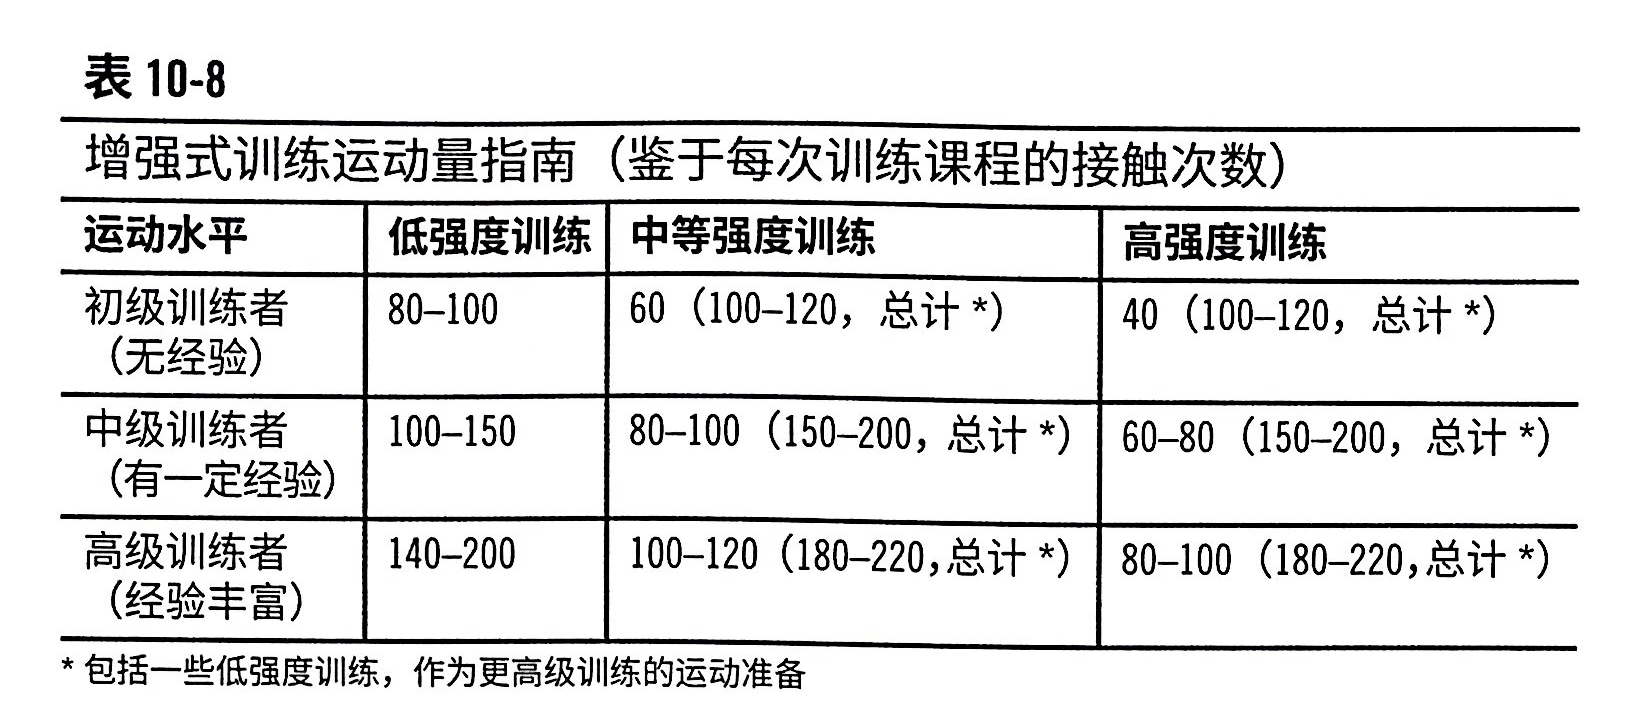 表 10-8
增强式训练运动量指南（鉴于每次训练课程的接触次数）
运动水平 低强度训练 中等强度训练 高强度训练
初级训练者 80–100 60（100–120，总计 *） 40（100–120，总计 *）
（无经验）
中级训练者 100–150 80–100（150–200，总计 *） 60–80（150–200，总计 *）
（有一定经验）
高级训练者 140–200 100–120（180–220,总计 *） 80–100（180–220,总计 *）
（经验丰富）
* 包括一些低强度训练，作为更高级训练的运动准备